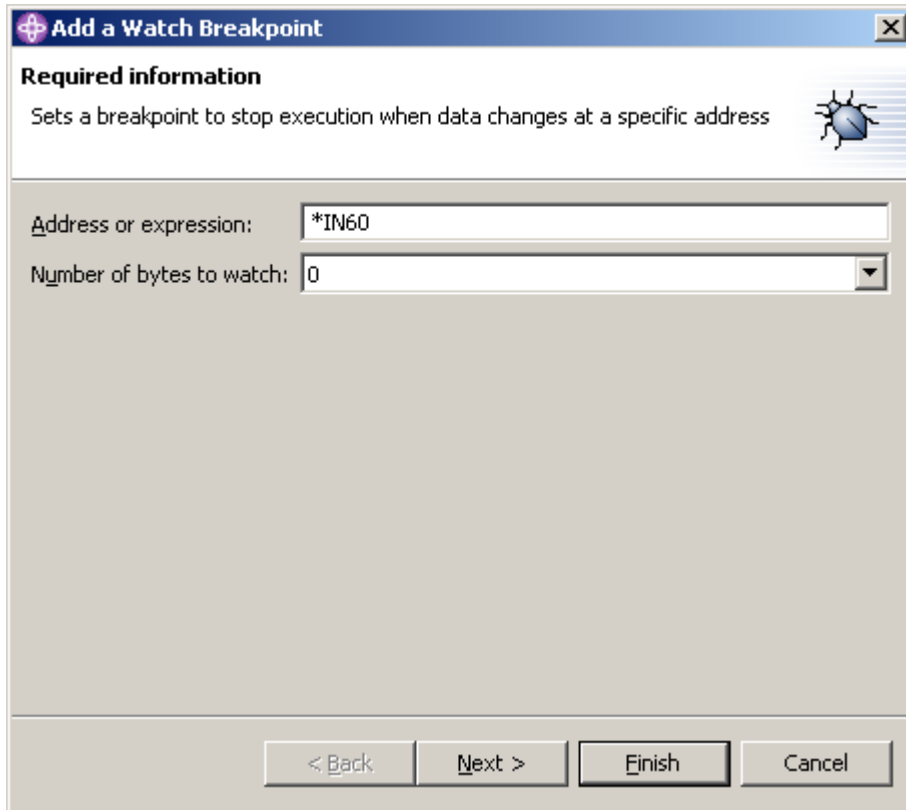 Add a Watch Breakpoint
Required information
Sets a breakpoint to stop execution when data changes at a specific address
Address or expression: *IN60
Number of bytes to watch: 0
< Back Next > Finish Cancel